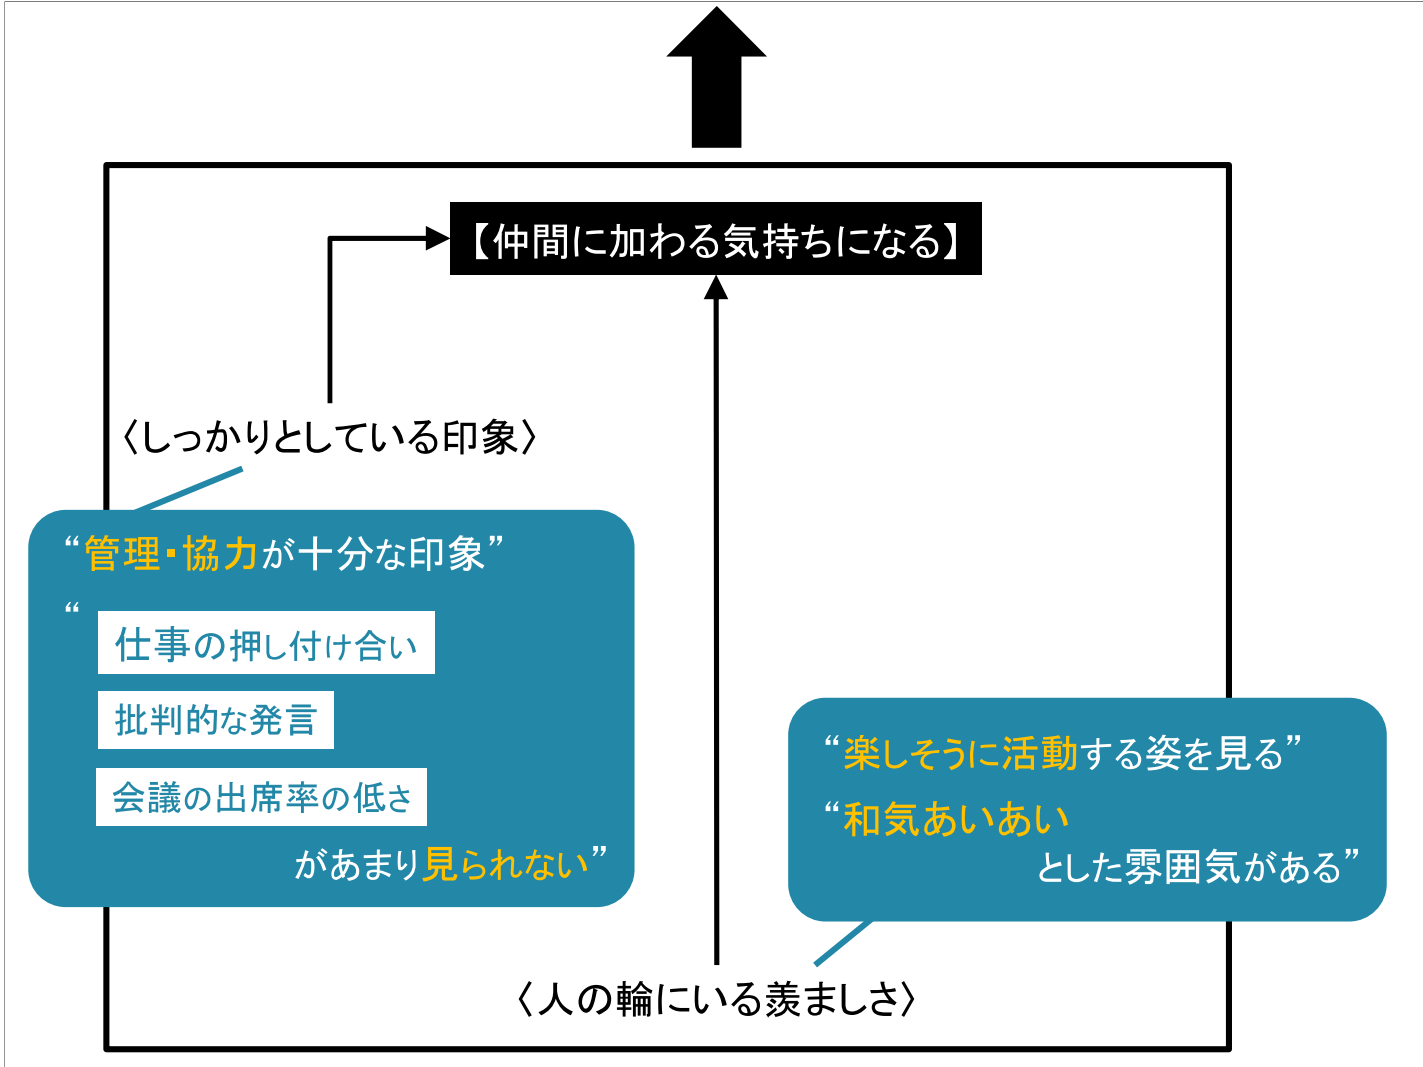 【仲間に加わる気持ちになる】
〈しっかりとしている印象〉
“管理・協力が十分な印象”
“
仕事の押し付け合い
批判的な発言
会議の出席率の低さ
があまり見られない”
“楽しそうに活動する姿を見る”
“和気あいあい
とした雰囲気がある”
〈人の輪にいる羨ましさ〉